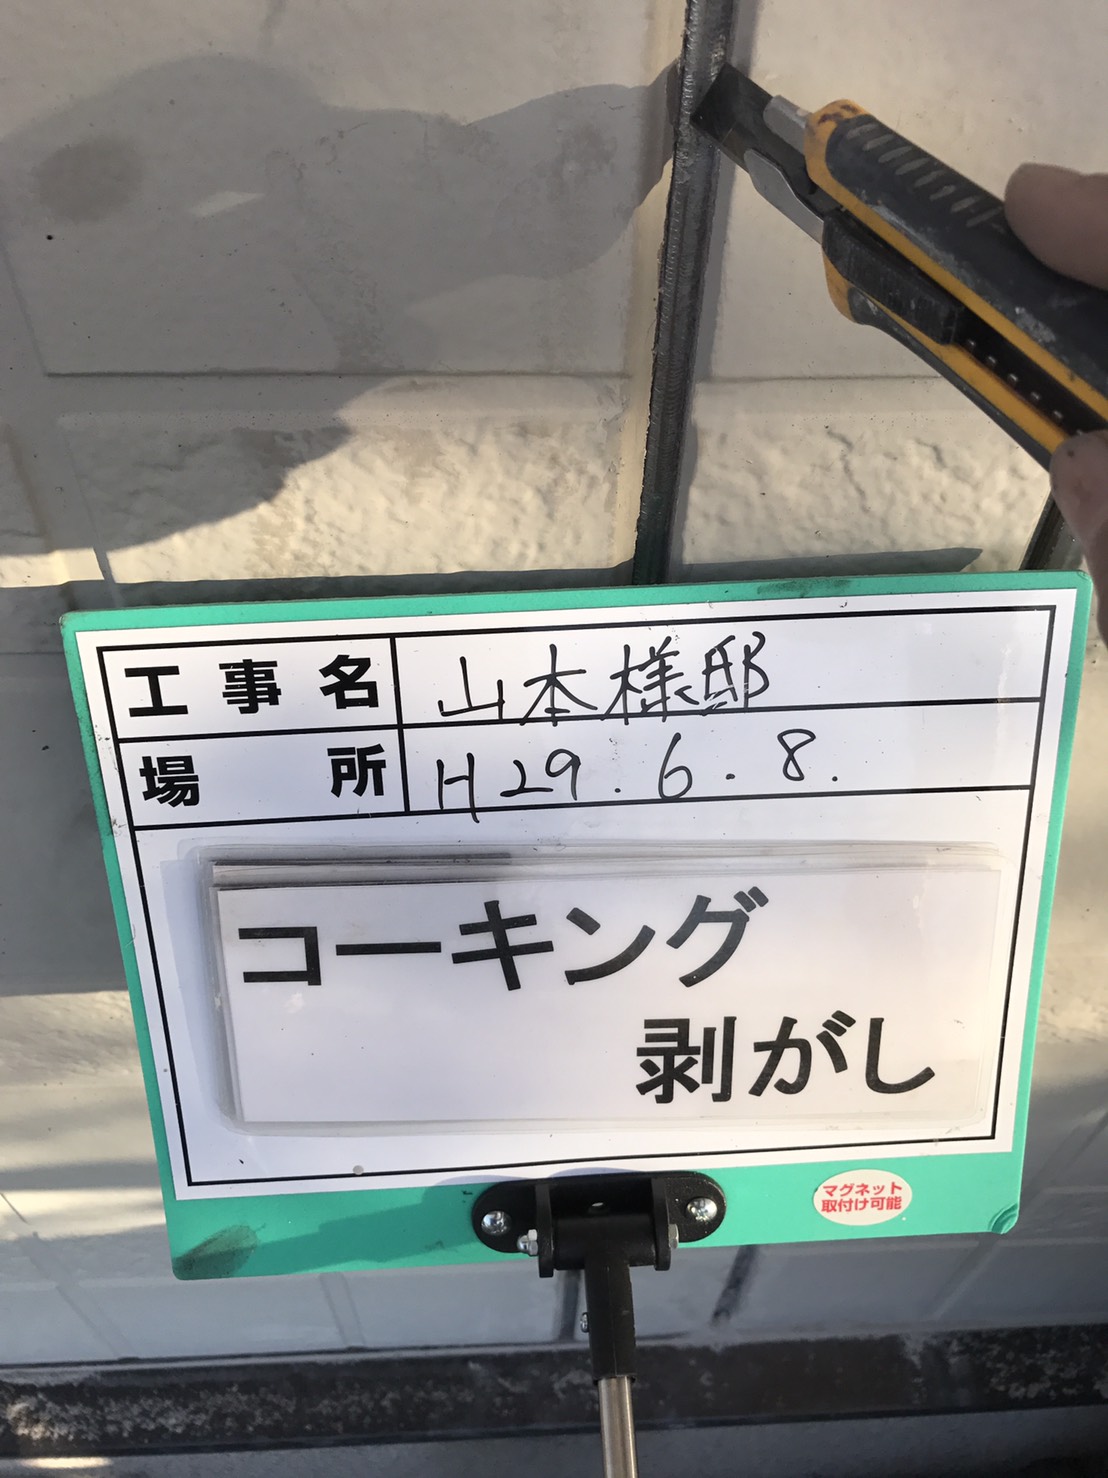 工事名 山本様邸
場所 H29.6.8.
コーキング
剥がし
マグネット
取付け可能